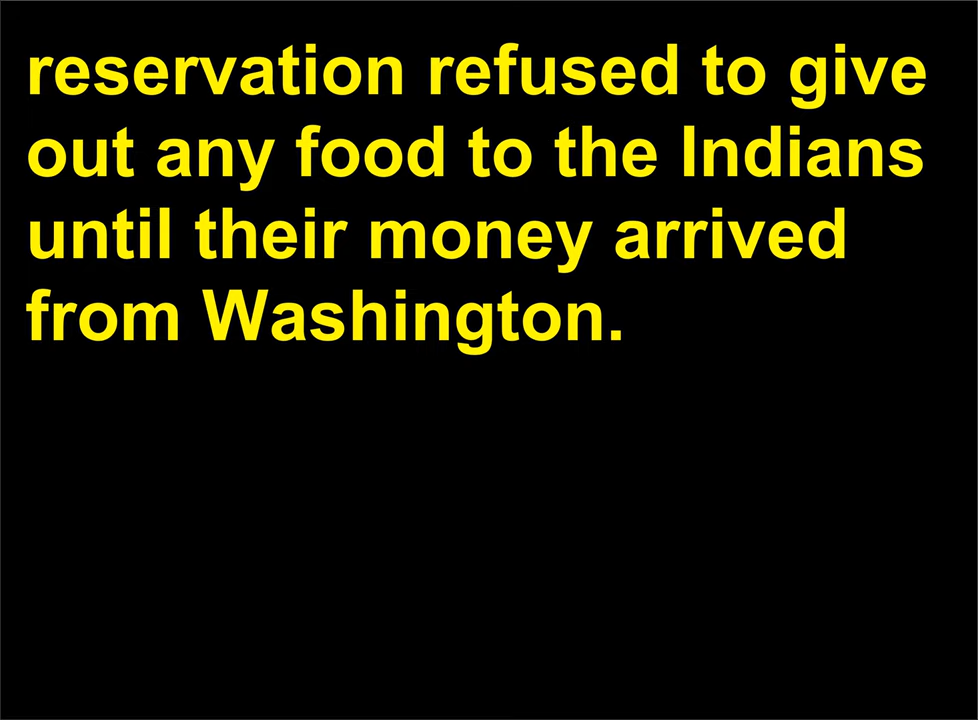 reservation refused to give
out any food to the Indians
until their money arrived
from Washington.